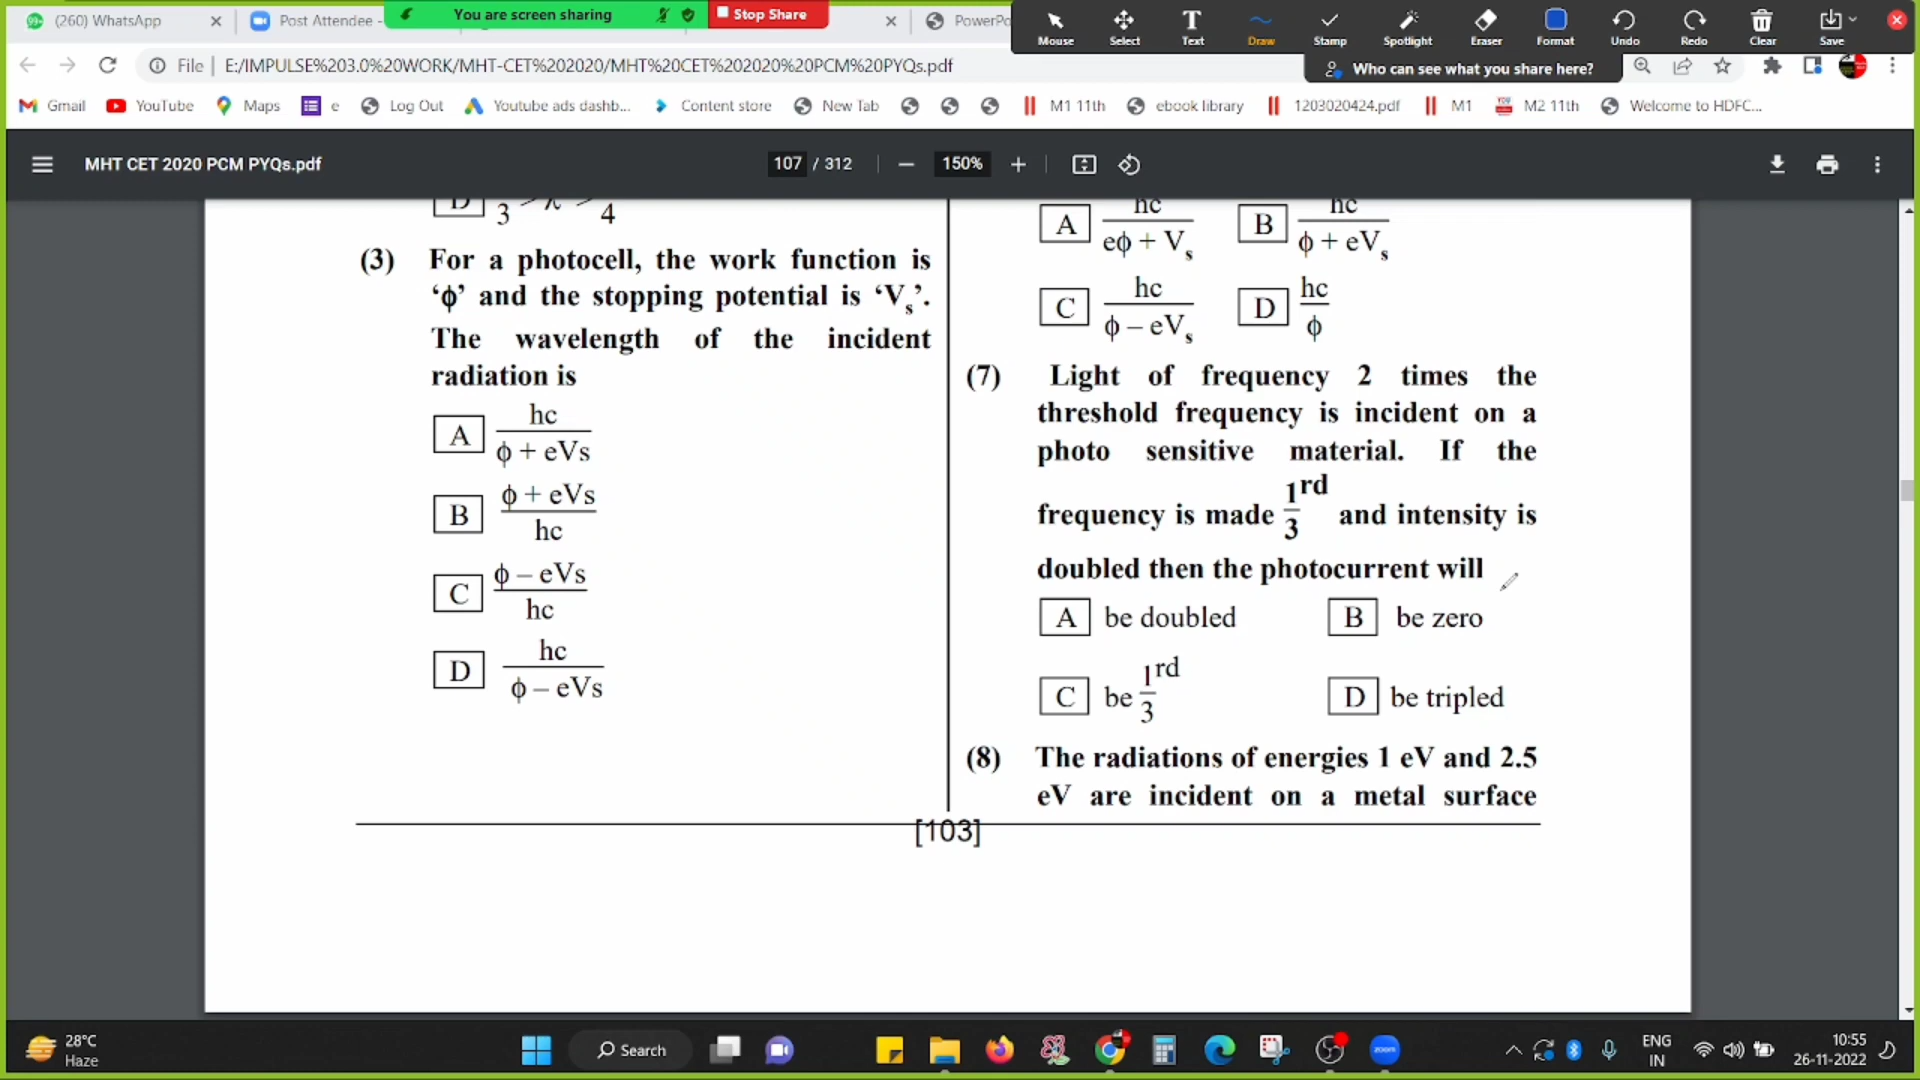 (260) WhatsApp
Post Attendee -
You are screen sharing
Stop Share
PowerPo
Mouse
Select
Text
Draw
Stamp
Spotlight
Eraser
Format
Undo
Redo
Clear
Save
Who can see what you share here?
File
E:/IMPULSE%203.0%20WORK/MHT-CET%202020/MHT%20CET%202020%20PCM%20PYQs.pdf
Gmail
YouTube
Maps
e
Log Out
Youtube ads dashb...
Content store
New Tab
M1 11th
ebook library
1203020424.pdf
M1
M2 11th
Welcome to HDFC...
MHT CET 2020 PCM PYQs.pdf
107 / 312
150%
D 3 > λ > 4
(3) For a photocell, the work function is
‘ϕ’ and the stopping potential is ‘Vs’.
The wavelength of the incident
radiation is
A hc / ϕ + eVs
B ϕ + eVs / hc
C ϕ – eVs / hc
D hc / ϕ – eVs
A hc / eϕ + Vs B hc / ϕ + eVs
C hc / ϕ – eVs D hc / ϕ
(7) Light of frequency 2 times the
threshold frequency is incident on a
photo sensitive material. If the
frequency is made 1/3 rd and intensity is
doubled then the photocurrent will
A be doubled B be zero
C be 1/3 rd D be tripled
(8) The radiations of energies 1 eV and 2.5
eV are incident on a metal surface
[103]
28°C
Haze
Search
zoom
ENG
IN
10:55
26-11-2022